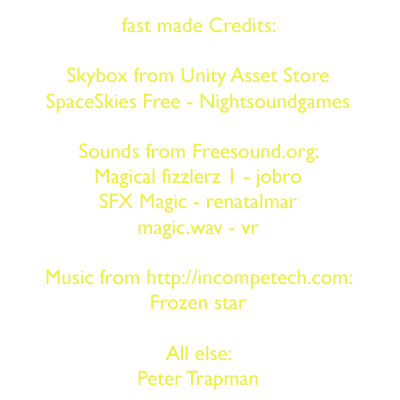 fast made Credits:
Skybox from Unity Asset Store
SpaceSkies Free - Nightsoundgames
Sounds from Freesound.org:
Magical fizzlerz 1 - jobro
SFX Magic - renatalmar
magic.wav - vr
Music from http://incompetech.com:
Frozen star
All else:
Peter Trapman